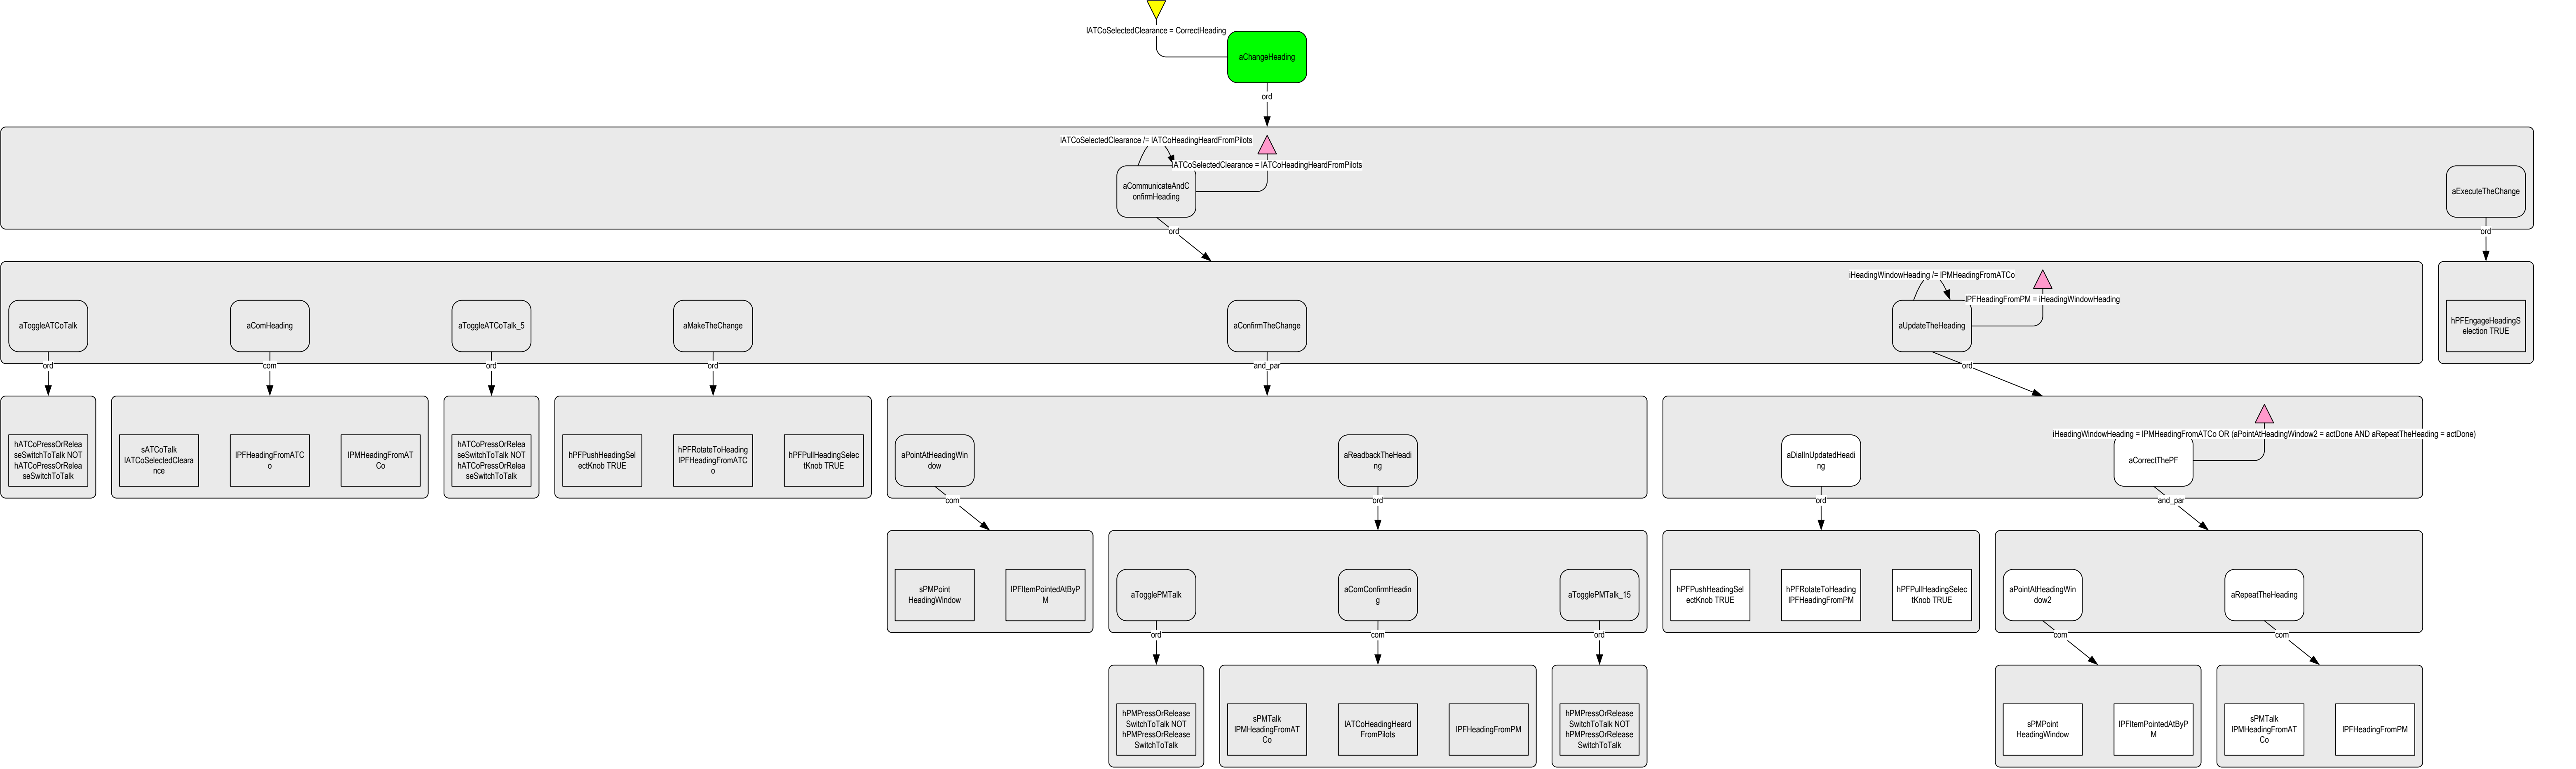 lATCoSelectedClearance = CorrectHeading
aChangeHeading
ord
lATCoSelectedClearance /= lATCoHeadingHeardFromPilots
lATCoSelectedClearance = lATCoHeadingHeardFromPilots
aCommunicateAndC
onfirmHeading
aExecuteTheChange
ord
ord
iHeadingWindowHeading /= lPMHeadingFromATCo
lPFHeadingFromPM = iHeadingWindowHeading
aToggleATCoTalk
aComHeading
aToggleATCoTalk_5
aMakeTheChange
aConfirmTheChange
aUpdateTheHeading
hPFEngageHeadingS
election TRUE
ord
com
ord
ord
and_par
ord
iHeadingWindowHeading = lPMHeadingFromATCo OR (aPointAtHeadingWindow2 = actDone AND aRepeatTheHeading = actDone)
hATCoPressOrRelea
seSwitchToTalk NOT
hATCoPressOrRelea
seSwitchToTalk
sATCoTalk
lATCoSelectedCleara
nce
lPFHeadingFromATC
o
lPMHeadingFromAT
Co
hATCoPressOrRelea
seSwitchToTalk NOT
hATCoPressOrRelea
seSwitchToTalk
hPFPushHeadingSel
ectKnob TRUE
hPFRotateToHeading
lPFHeadingFromATC
o
hPFPullHeadingSelec
tKnob TRUE
aPointAtHeadingWin
dow
aReadbackTheHeadi
ng
aDialInUpdatedHeadi
ng
aCorrectThePF
com
ord
ord
and_par
sPMPoint
HeadingWindow
lPFItemPointedAtByP
M
aTogglePMTalk
aComConfirmHeadin
g
aTogglePMTalk_15
hPFPushHeadingSel
ectKnob TRUE
hPFRotateToHeading
lPFHeadingFromPM
hPFPullHeadingSelec
tKnob TRUE
aPointAtHeadingWin
dow2
aRepeatTheHeading
ord
com
ord
com
com
hPMPressOrRelease
SwitchToTalk NOT
hPMPressOrRelease
SwitchToTalk
sPMTalk
lPMHeadingFromAT
Co
lATCoHeadingHeard
FromPilots
lPFHeadingFromPM
hPMPressOrRelease
SwitchToTalk NOT
hPMPressOrRelease
SwitchToTalk
sPMPoint
HeadingWindow
lPFItemPointedAtByP
M
sPMTalk
lPMHeadingFromAT
Co
lPFHeadingFromPM